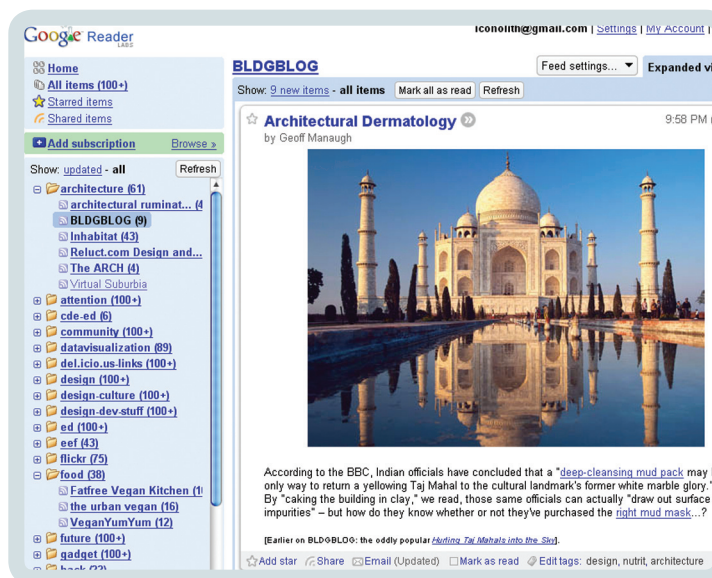 Google Reader
LABS
iconolith@gmail.com | Settings | My Account |
Home
All items (100+)
Starred items
Shared items
Add subscription Browse »
Show: updated - all Refresh
architecture (61)
architectural ruminat... (4
BLDGBLOG (9)
Inhabitat (43)
Reluct.com Design and...
The ARCH (4)
Virtual Suburbia
attention (100+)
cde-ed (6)
community (100+)
datavisualization (89)
del.icio.us-links (100+)
design (100+)
design-culture (100+)
design-dev-stuff (100+)
ed (100+)
eef (43)
flickr (75)
food (38)
Fatfree Vegan Kitchen (1
the urban vegan (16)
VeganYumYum (12)
future (100+)
gadget (100+)
hack (22)
BLDGBLOG
Feed settings... Expanded vi
Show: 9 new items - all items Mark all as read Refresh
Architectural Dermatology 9:58 PM
by Geoff Manaugh
According to the BBC, Indian officials have concluded that a "deep-cleansing mud pack may
only way to return a yellowing Taj Mahal to the cultural landmark's former white marble glory."
By "caking the building in clay," we read, those same officials can actually "draw out surface
impurities" – but how do they know whether or not they've purchased the right mud mask...?
[Earlier on BLDGBLOG: the oddly popular Hurling Taj Mahals into the Sky].
Add star Share Email (Updated) Mark as read Edit tags: design, nutrit, architecture